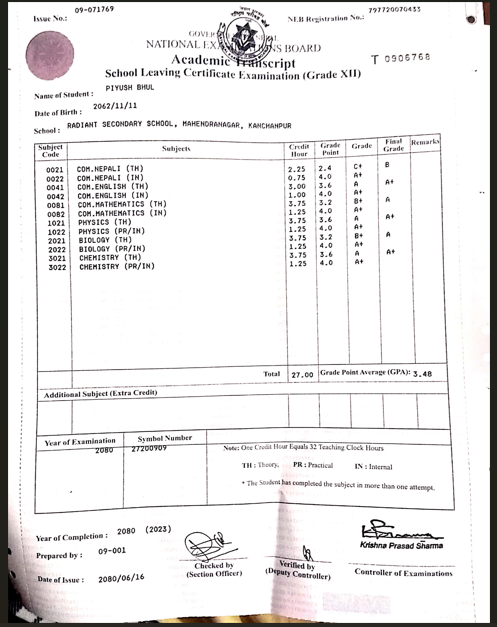 09-071769
797720070433
Issue No.:
NEB Registration No.:
NATIONAL EXAMINATIONS BOARD
Academic Transcript
T 0906768
School Leaving Certificate Examination (Grade XII)
Name of Student : PIYUSH BHUL
Date of Birth : 2062/11/11
School : RADIANT SECONDARY SCHOOL, MAHENDRANAGAR, KANCHANPUR
Subject Code Subjects Credit Hour Grade Point Grade Final Grade Remarks
0021 COM.NEPALI (TH) 2.25 2.4 C+ B
0022 COM.NEPALI (IN) 0.75 4.0 A+
0041 COM.ENGLISH (TH) 3.00 3.6 A A+
0042 COM.ENGLISH (IN) 1.00 4.0 A+
0081 COM.MATHEMATICS (TH) 3.75 3.2 B+ A
0082 COM.MATHEMATICS (IN) 1.25 4.0 A+
1021 PHYSICS (TH) 3.75 3.6 A A+
1022 PHYSICS (PR/IN) 1.25 4.0 A+
2021 BIOLOGY (TH) 3.75 3.2 B+ A
2022 BIOLOGY (PR/IN) 1.25 4.0 A+
3021 CHEMISTRY (TH) 3.75 3.6 A A+
3022 CHEMISTRY (PR/IN) 1.25 4.0 A+
Total 27.00 Grade Point Average (GPA): 3.48
Additional Subject (Extra Credit)
Year of Examination Symbol Number
2080 27200909
Note: One Credit Hour Equals 32 Teaching Clock Hours
TH : Theory, PR : Practical IN : Internal
* The Student has completed the subject in more than one attempt.
Year of Completion : 2080 (2023)
Prepared by : 09-001
Date of Issue : 2080/06/16
Checked by
(Section Officer)
Verified by
(Deputy Controller)
Krishna Prasad Sharma
Controller of Examinations